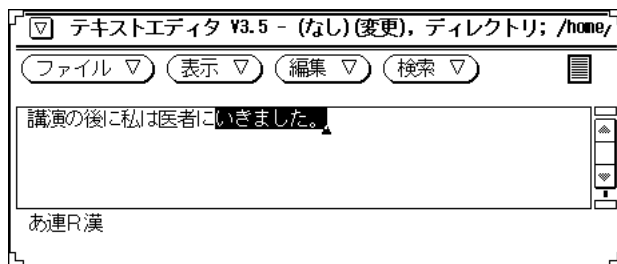 テキストエディタ V3.5 - (なし)(変更), ディレクトリ; /home/
ファイル ▽ 表示 ▽ 編集 ▽ 検索 ▽
講演の後に私は医者にいきました。
あ連R漢